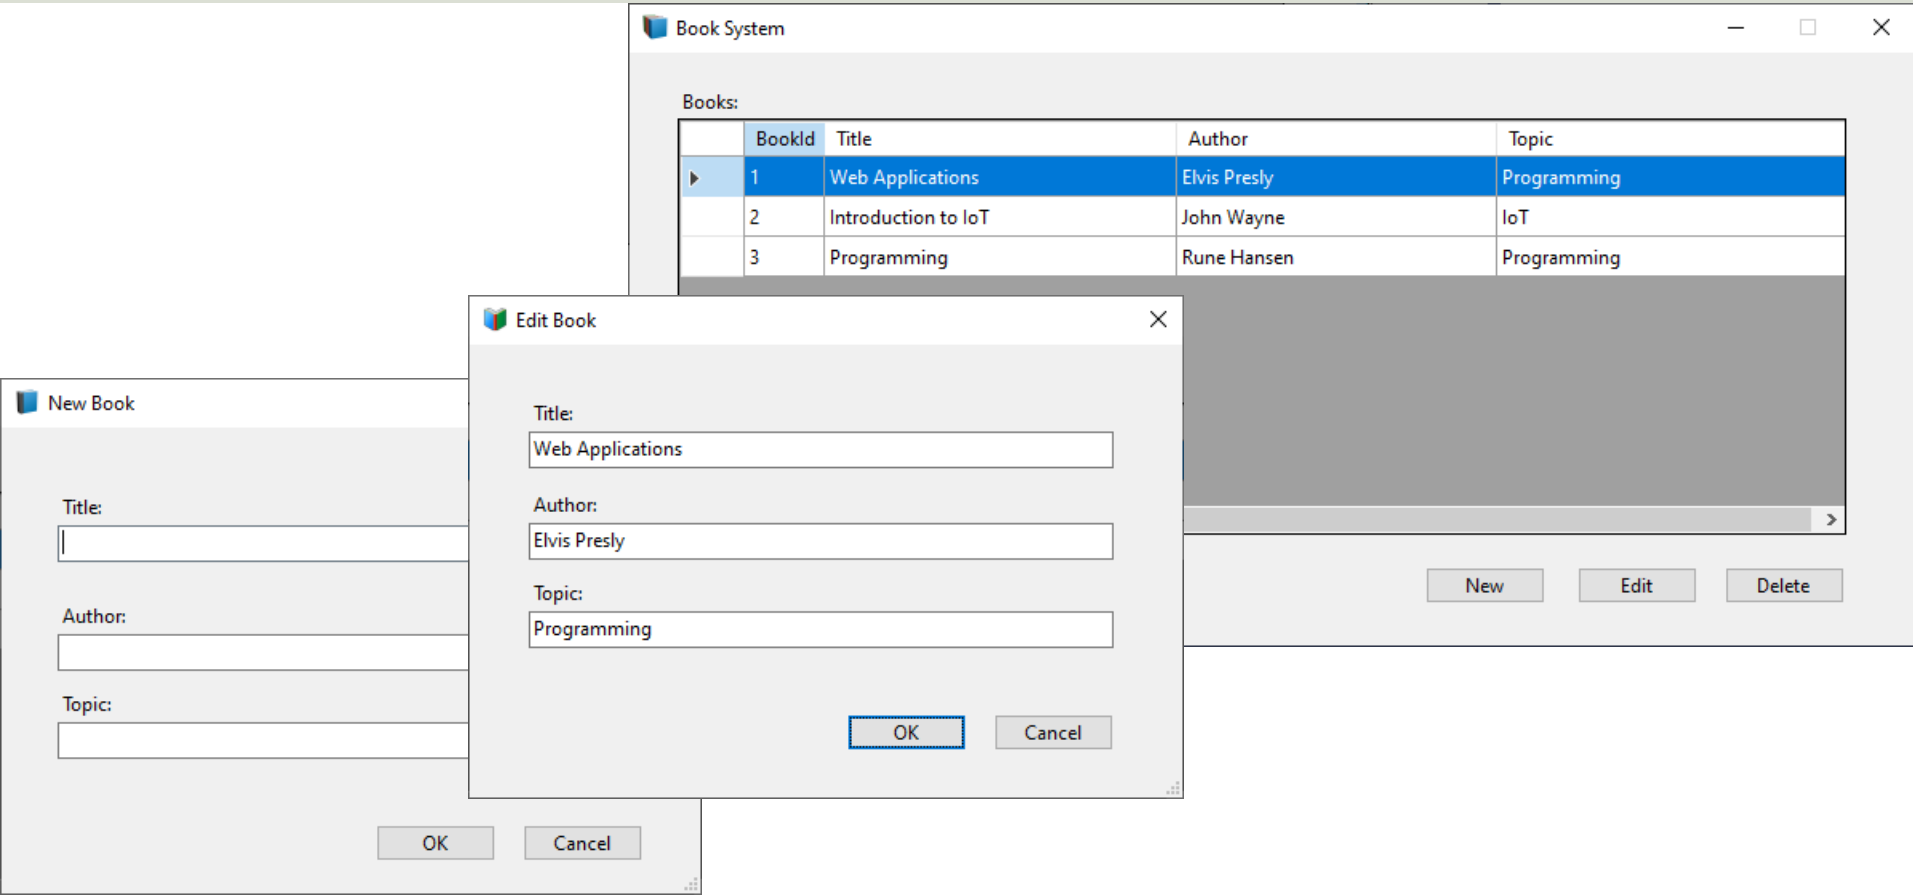 Book System
Books:
BookId Title Author Topic
1 Web Applications Elvis Presly Programming
2 Introduction to IoT John Wayne IoT
3 Programming Rune Hansen Programming
New Edit Delete
Edit Book
Title:
Web Applications
Author:
Elvis Presly
Topic:
Programming
OK Cancel
New Book
Title:
Author:
Topic:
OK Cancel